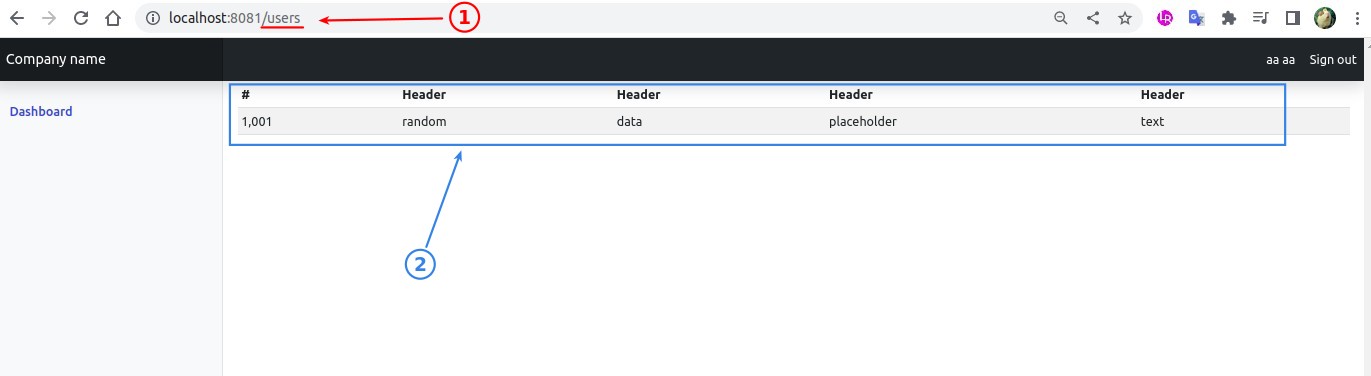 localhost:8081/users
1
Company name
aa aa Sign out
# Header Header Header Header
Dashboard
1,001 random data placeholder text
2